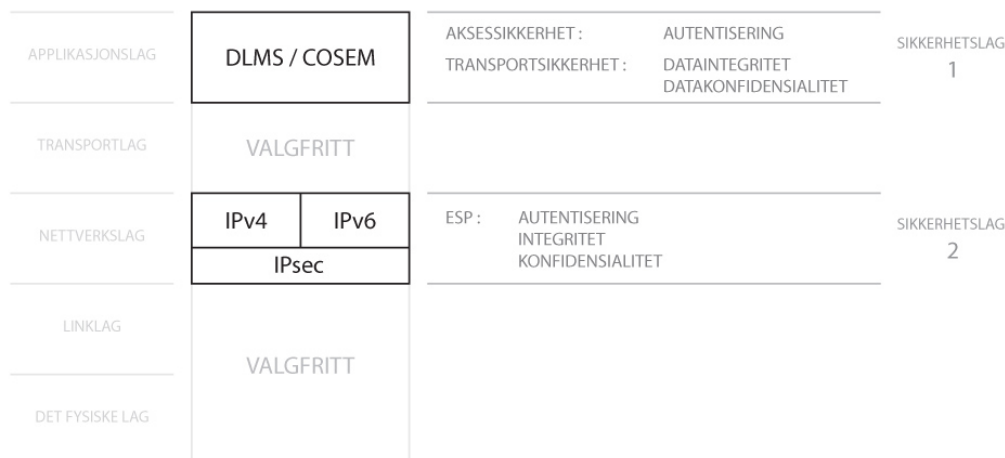 APPLIKASJONSLAG
DLMS / COSEM
AKSESSIKKERHET : AUTENTISERING
TRANSPORTSIKKERHET : DATAINTEGRITET
DATAKONFIDENSIALITET
SIKKERHETSLAG
1
TRANSPORTLAG
VALGFRITT
NETTVERKSLAG
IPv4 IPv6
IPsec
ESP : AUTENTISERING
INTEGRITET
KONFIDENSIALITET
SIKKERHETSLAG
2
LINKLAG
VALGFRITT
DET FYSISKE LAG